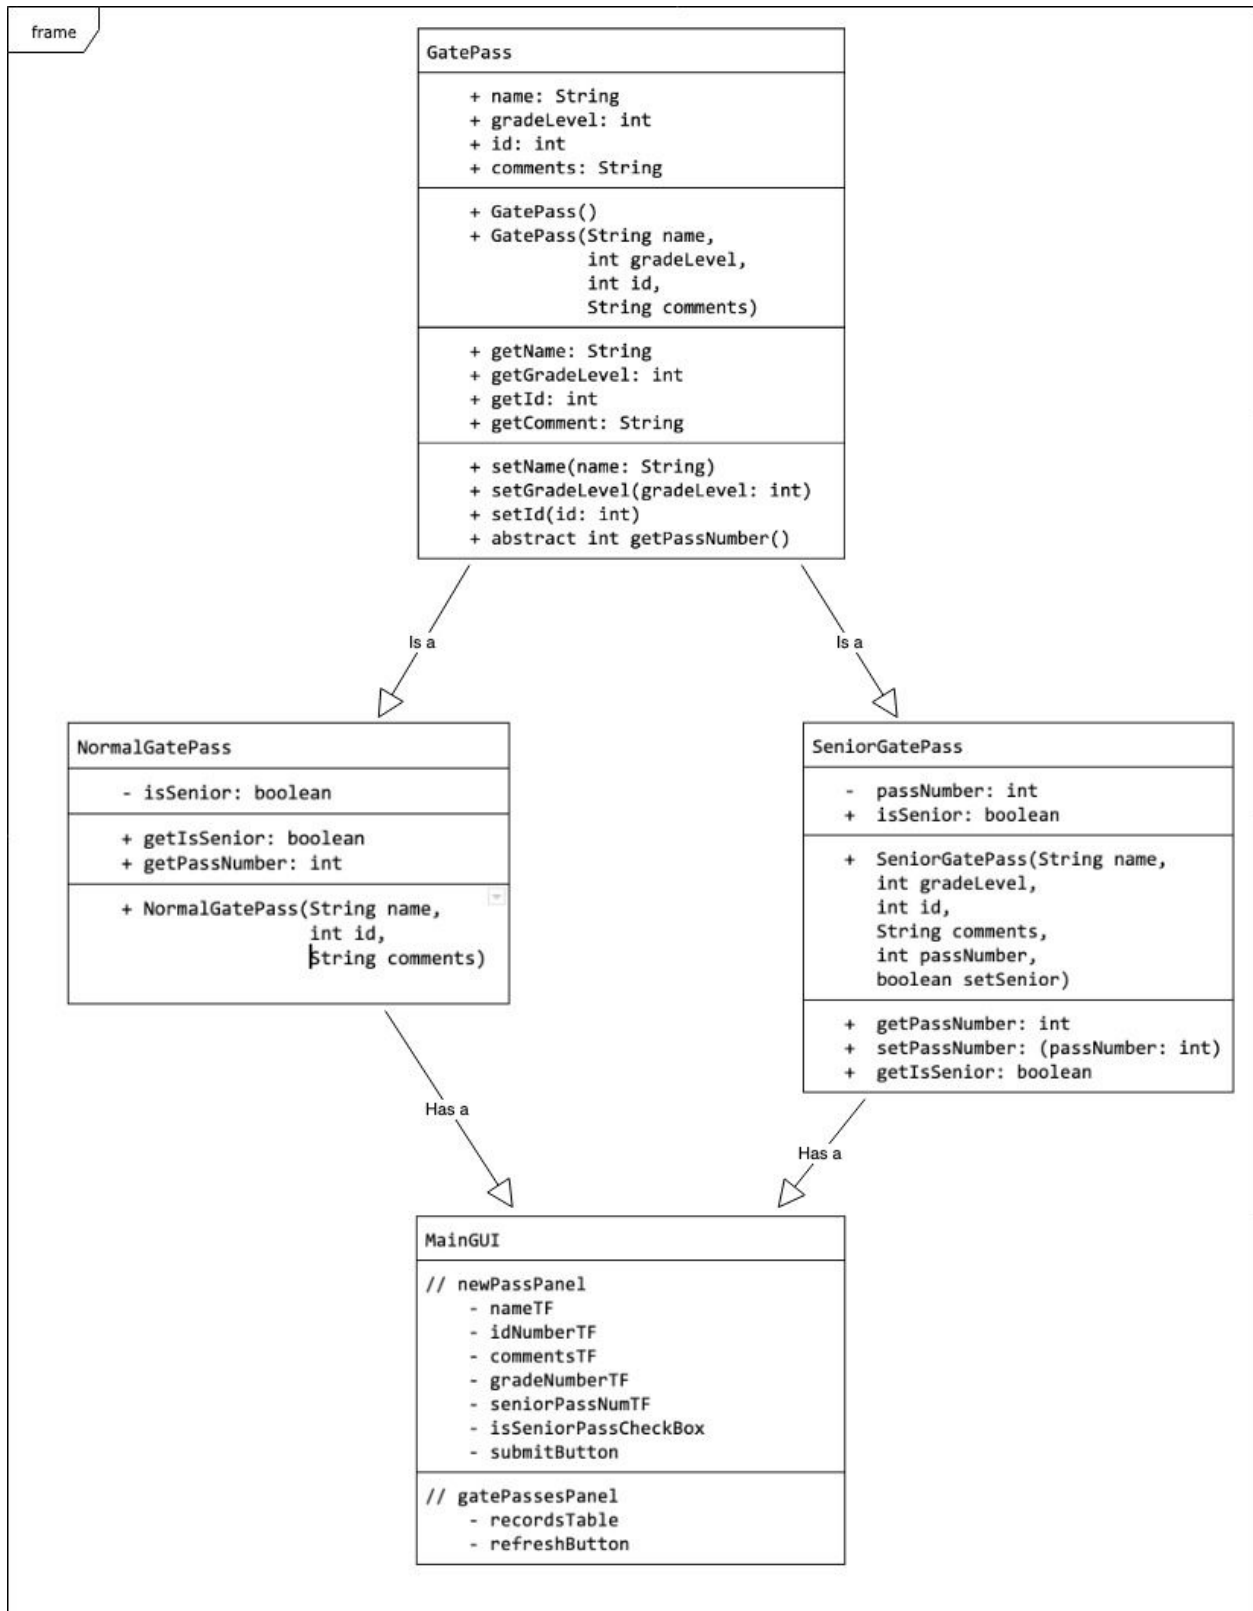 frame
GatePass
+ name: String
+ gradeLevel: int
+ id: int
+ comments: String
+ GatePass()
+ GatePass(String name,
int gradeLevel,
int id,
String comments)
+ getName: String
+ getGradeLevel: int
+ getId: int
+ getComment: String
+ setName(name: String)
+ setGradeLevel(gradeLevel: int)
+ setId(id: int)
+ abstract int getPassNumber()
Is a
Is a
NormalGatePass
- isSenior: boolean
+ getIsSenior: boolean
+ getPassNumber: int
+ NormalGatePass(String name,
int id,
String comments)
SeniorGatePass
- passNumber: int
+ isSenior: boolean
+ SeniorGatePass(String name,
int gradeLevel,
int id,
String comments,
int passNumber,
boolean setSenior)
+ getPassNumber: int
+ setPassNumber: (passNumber: int)
+ getIsSenior: boolean
Has a
Has a
MainGUI
// newPassPanel
- nameTF
- idNumberTF
- commentsTF
- gradeNumberTF
- seniorPassNumTF
- isSeniorPassCheckBox
- submitButton
// gatePassesPanel
- recordsTable
- refreshButton